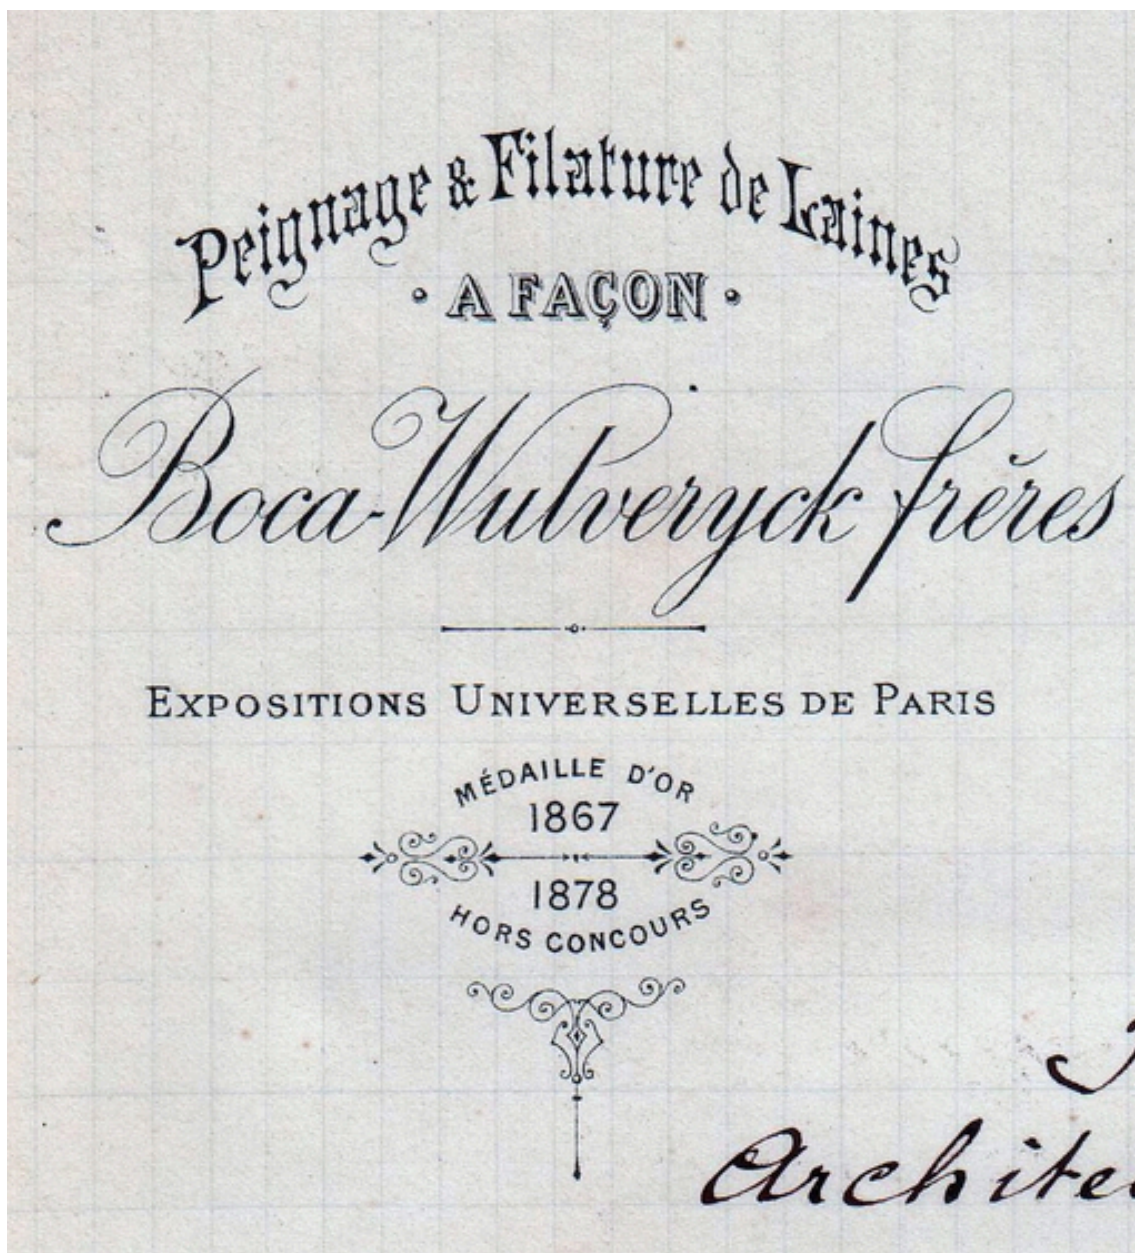 Peignage & Filature de Laines
· A FAÇON ·
Boca-Wulveryck frères
EXPOSITIONS UNIVERSELLES DE PARIS
MÉDAILLE D'OR
1867
1878
HORS CONCOURS